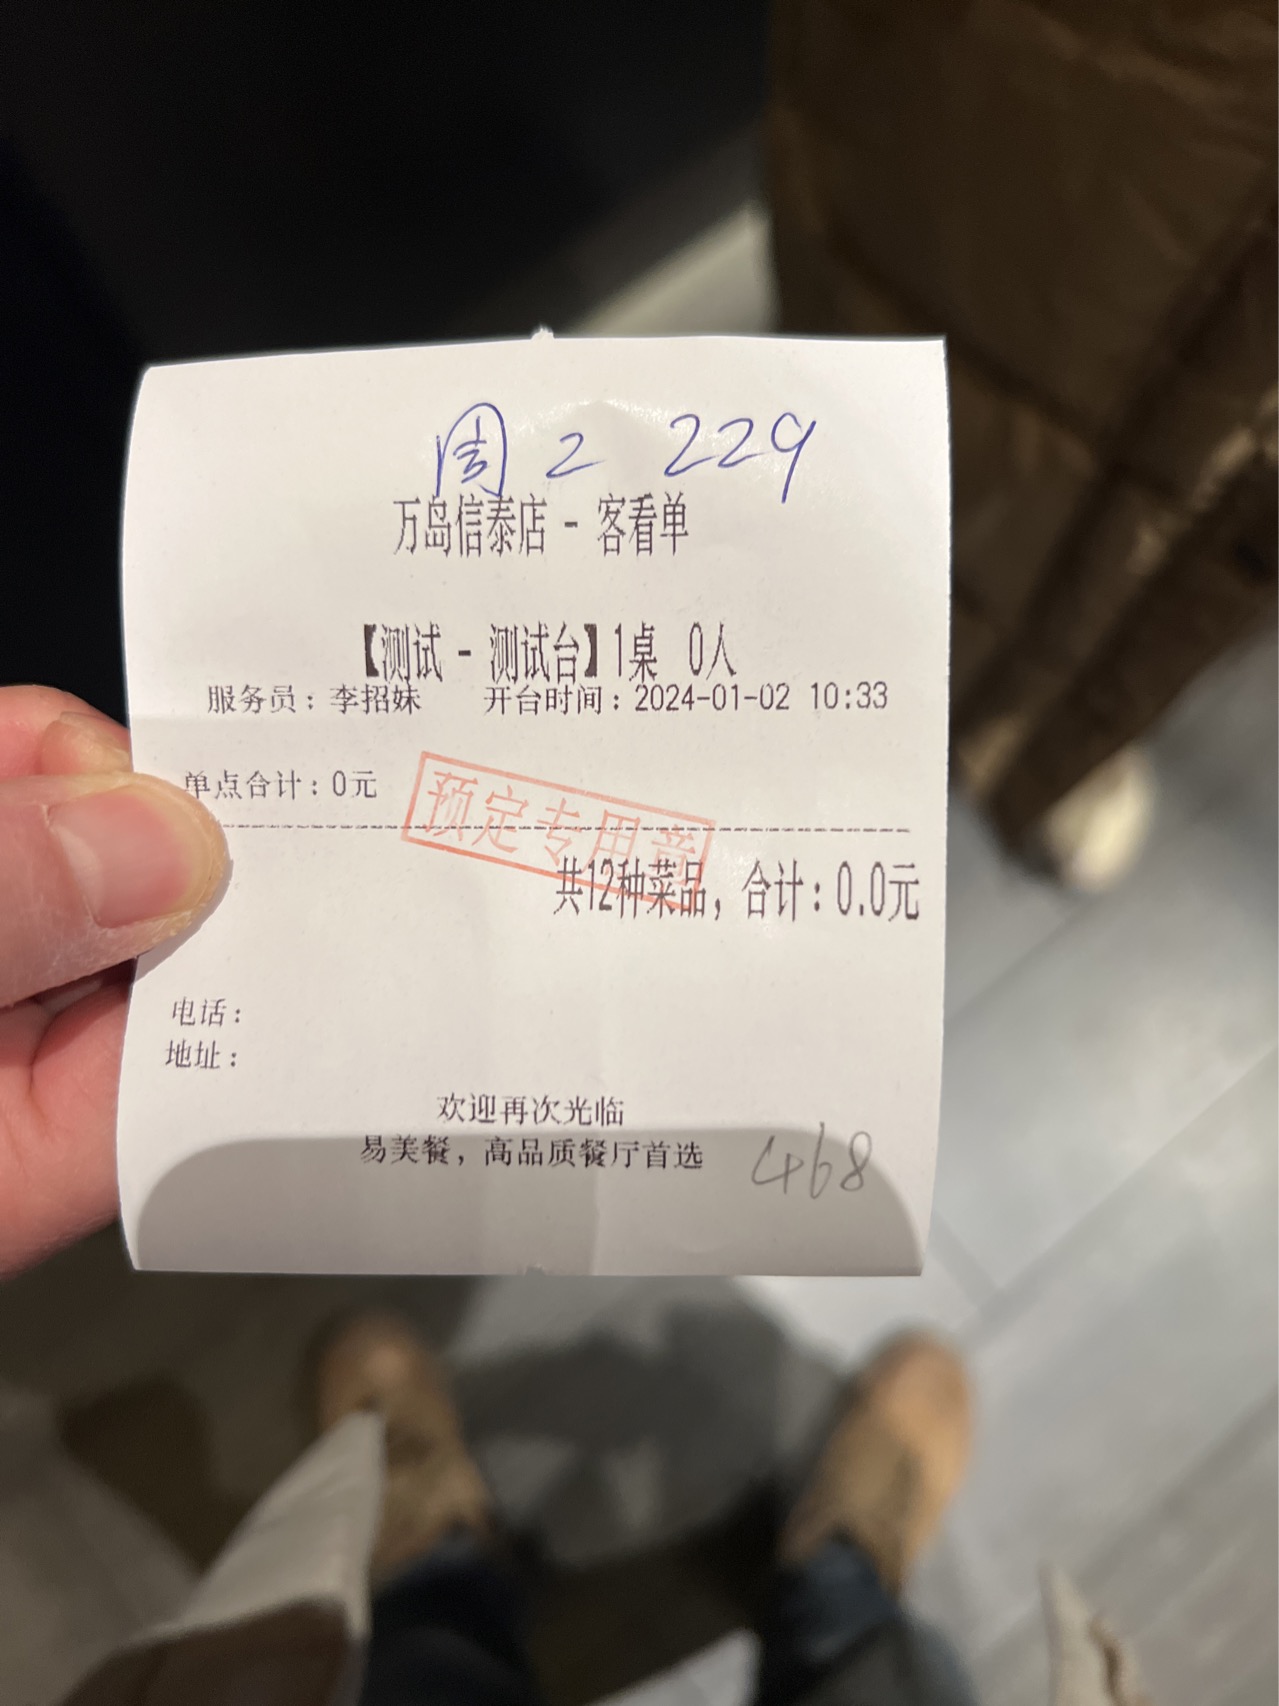 周2 229
万岛信泰店 - 客看单
【测试 - 测试台】1桌 0人
服务员：李招妹 开台时间：2024-01-02 10:33
单点合计：0元
预定专用章
共12种菜品，合计：0.0元
电话：
地址：
欢迎再次光临
易美餐，高品质餐厅首选
468